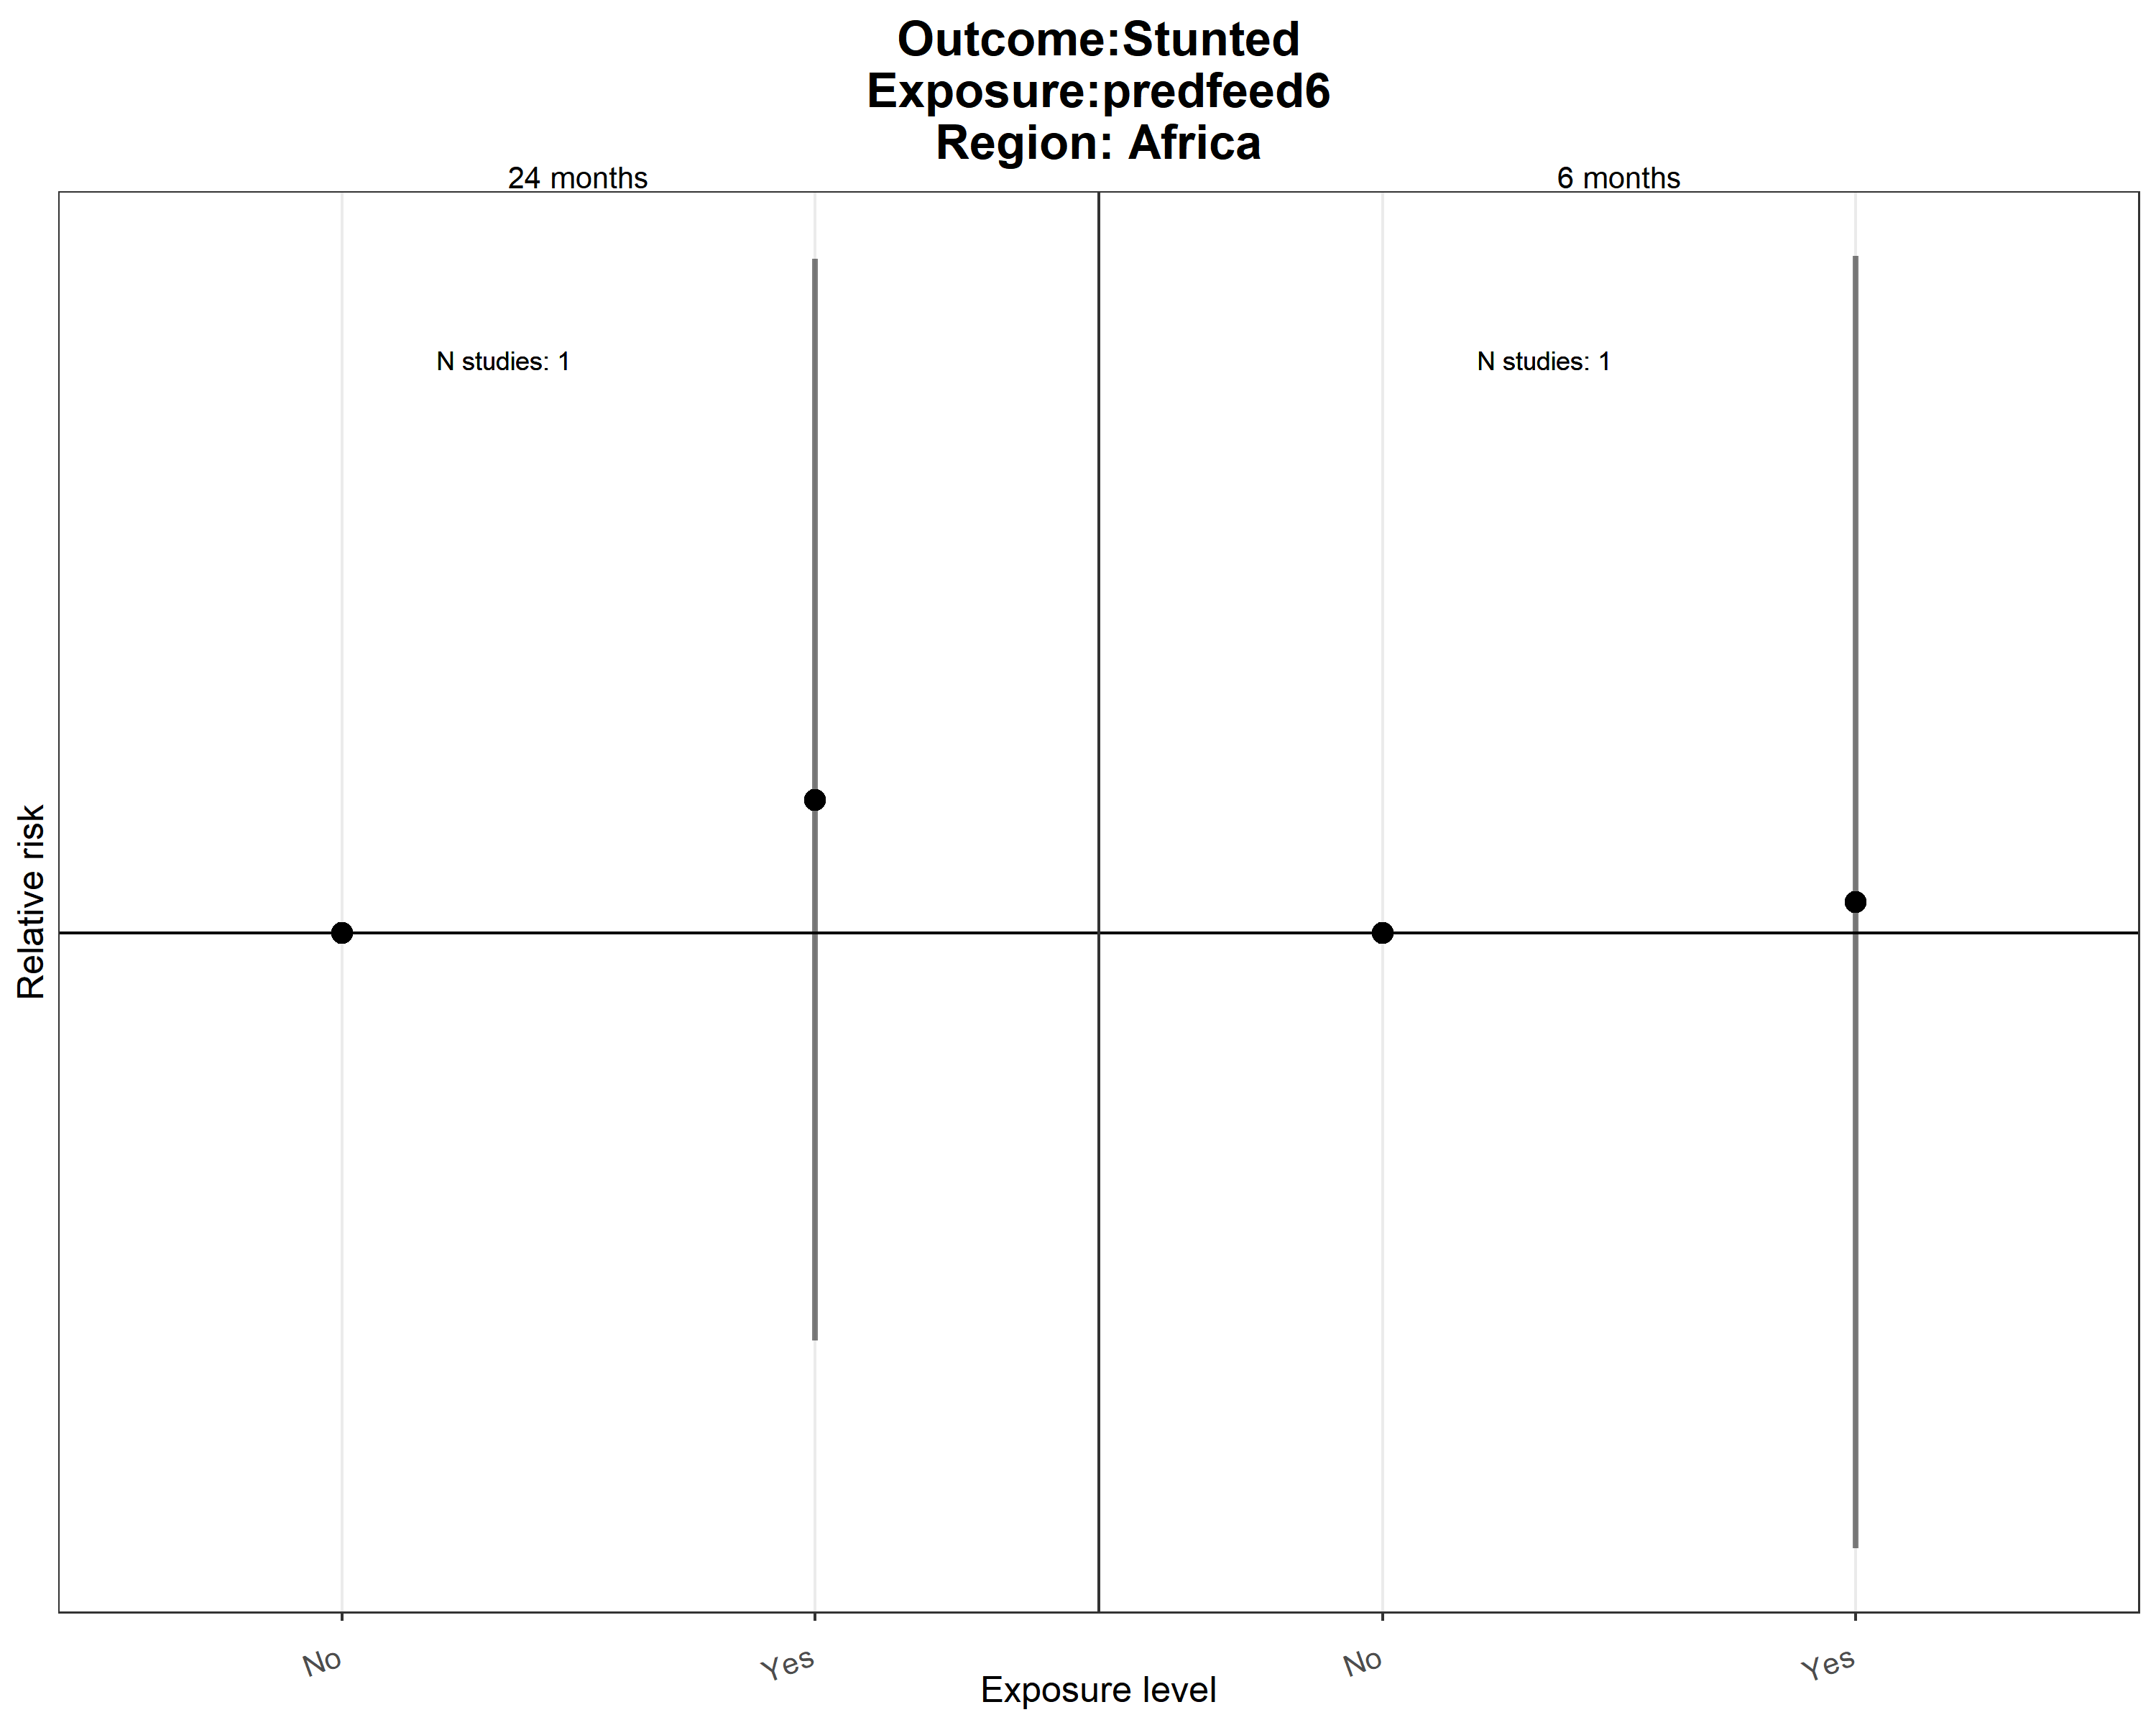 Outcome:Stunted
Exposure:predfeed6
Region: Africa
24 months
6 months
N studies: 1
N studies: 1
Relative risk
No
Yes
No
Yes
Exposure level